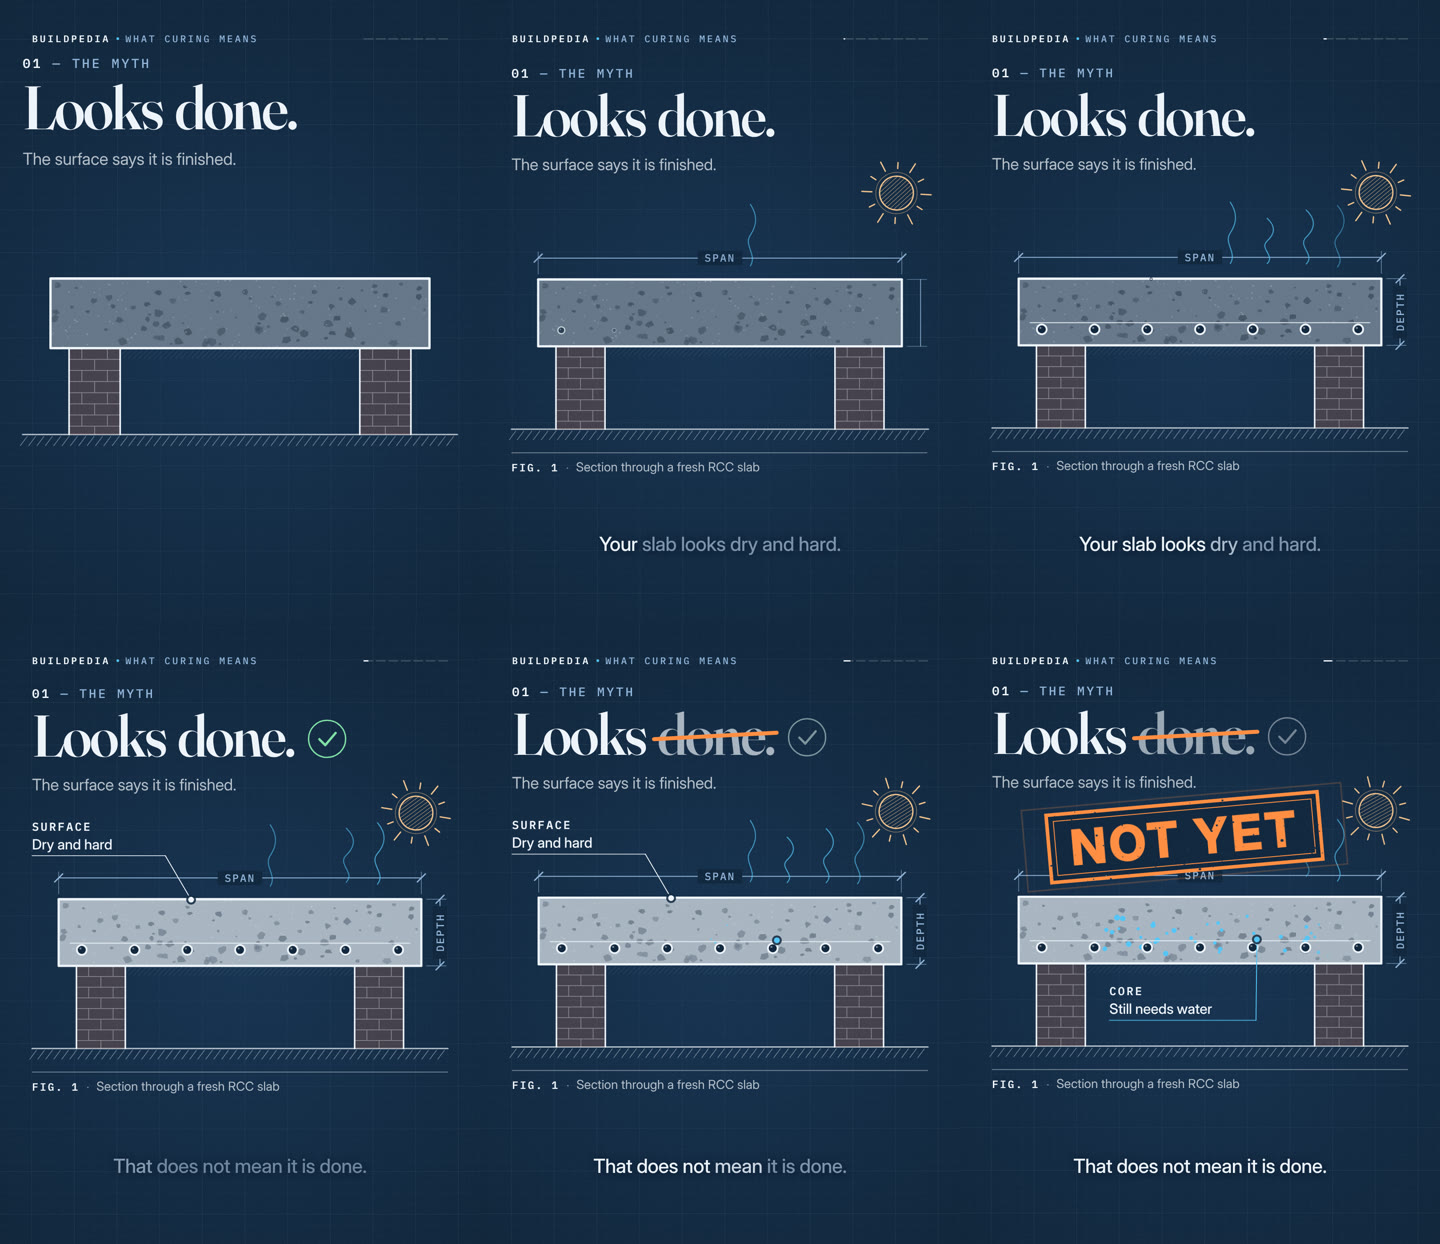 BUILDPEDIA • WHAT CURING MEANS
01 — THE MYTH
Looks done.
The surface says it is finished.
BUILDPEDIA • WHAT CURING MEANS
01 — THE MYTH
Looks done.
The surface says it is finished.
SPAN
FIG. 1 · Section through a fresh RCC slab
Your slab looks dry and hard.
BUILDPEDIA • WHAT CURING MEANS
01 — THE MYTH
Looks done.
The surface says it is finished.
SPAN
DEPTH
FIG. 1 · Section through a fresh RCC slab
Your slab looks dry and hard.
BUILDPEDIA • WHAT CURING MEANS
01 — THE MYTH
Looks done.
The surface says it is finished.
SURFACE
Dry and hard
SPAN
DEPTH
FIG. 1 · Section through a fresh RCC slab
That does not mean it is done.
BUILDPEDIA • WHAT CURING MEANS
01 — THE MYTH
Looks done.
The surface says it is finished.
SURFACE
Dry and hard
SPAN
DEPTH
FIG. 1 · Section through a fresh RCC slab
That does not mean it is done.
BUILDPEDIA • WHAT CURING MEANS
01 — THE MYTH
Looks done.
The surface says it is finished.
NOT YET
SPAN
DEPTH
CORE
Still needs water
FIG. 1 · Section through a fresh RCC slab
That does not mean it is done.